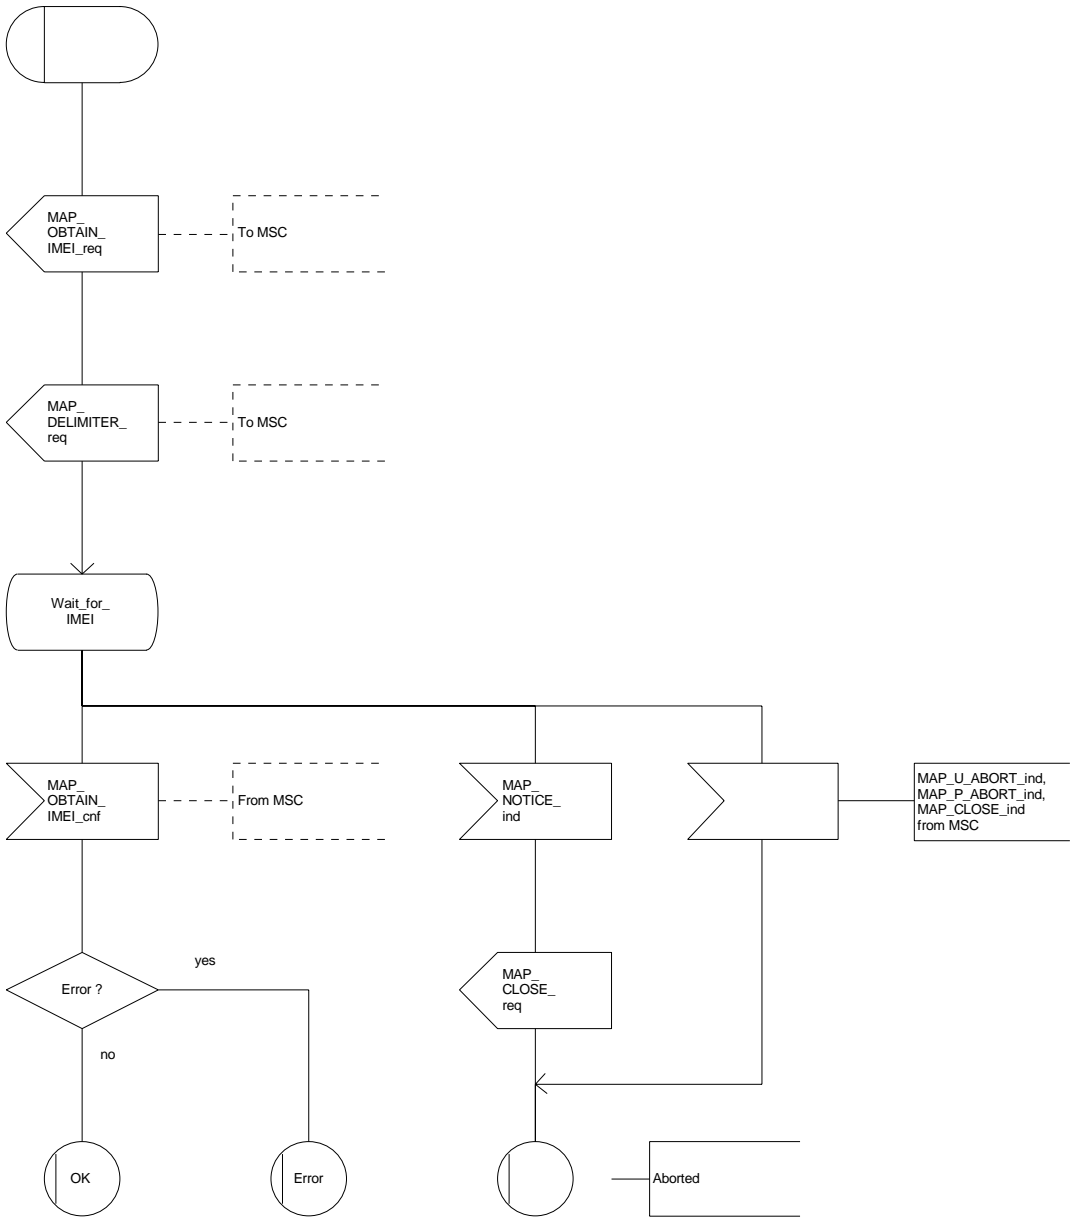 MAP_
OBTAIN_
IMEI_req
To MSC
MAP_
DELIMITER_
req
To MSC
Wait_for_
IMEI
MAP_
OBTAIN_
IMEI_cnf
From MSC
MAP_
NOTICE_
ind
MAP_U_ABORT_ind,
MAP_P_ABORT_ind,
MAP_CLOSE_ind
from MSC
Error ?
yes
no
MAP_
CLOSE_
req
OK
Error
Aborted